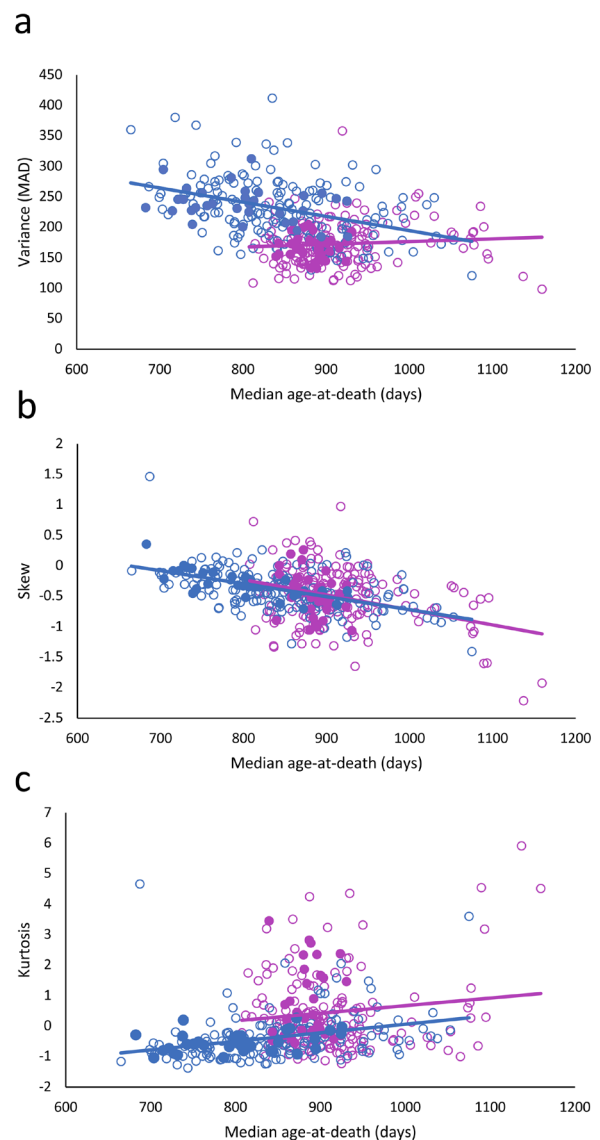 a
450
400
350
300
250
200
150
100
50
0
Variance (MAD)
600 700 800 900 1000 1100 1200
Median age-at-death (days)
b
2
1.5
1
0.5
0
-0.5
-1
-1.5
-2
-2.5
Skew
600 700 800 900 1000 1100 1200
Median age-at-death (days)
c
7
6
5
4
3
2
1
0
-1
-2
Kurtosis
600 700 800 900 1000 1100 1200
Median age-at-death (days)